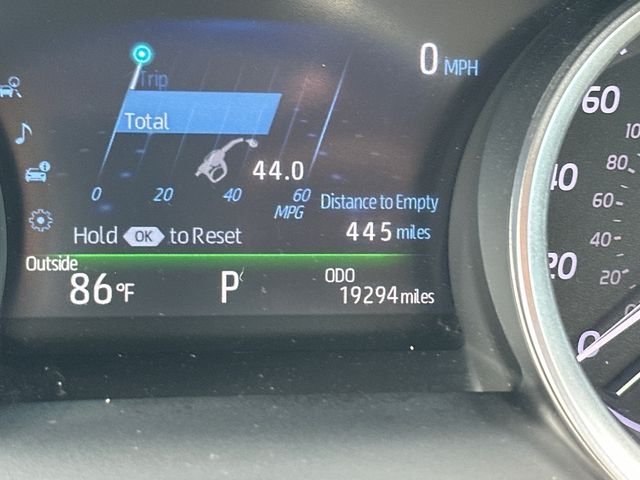 0 MPH
Trip
Total
44.0
0 20 40 60
MPG
Distance to Empty
445 miles
Hold OK to Reset
Outside
86°F
P
ODO
19294 miles
60
40
20
0
80
60
40
20